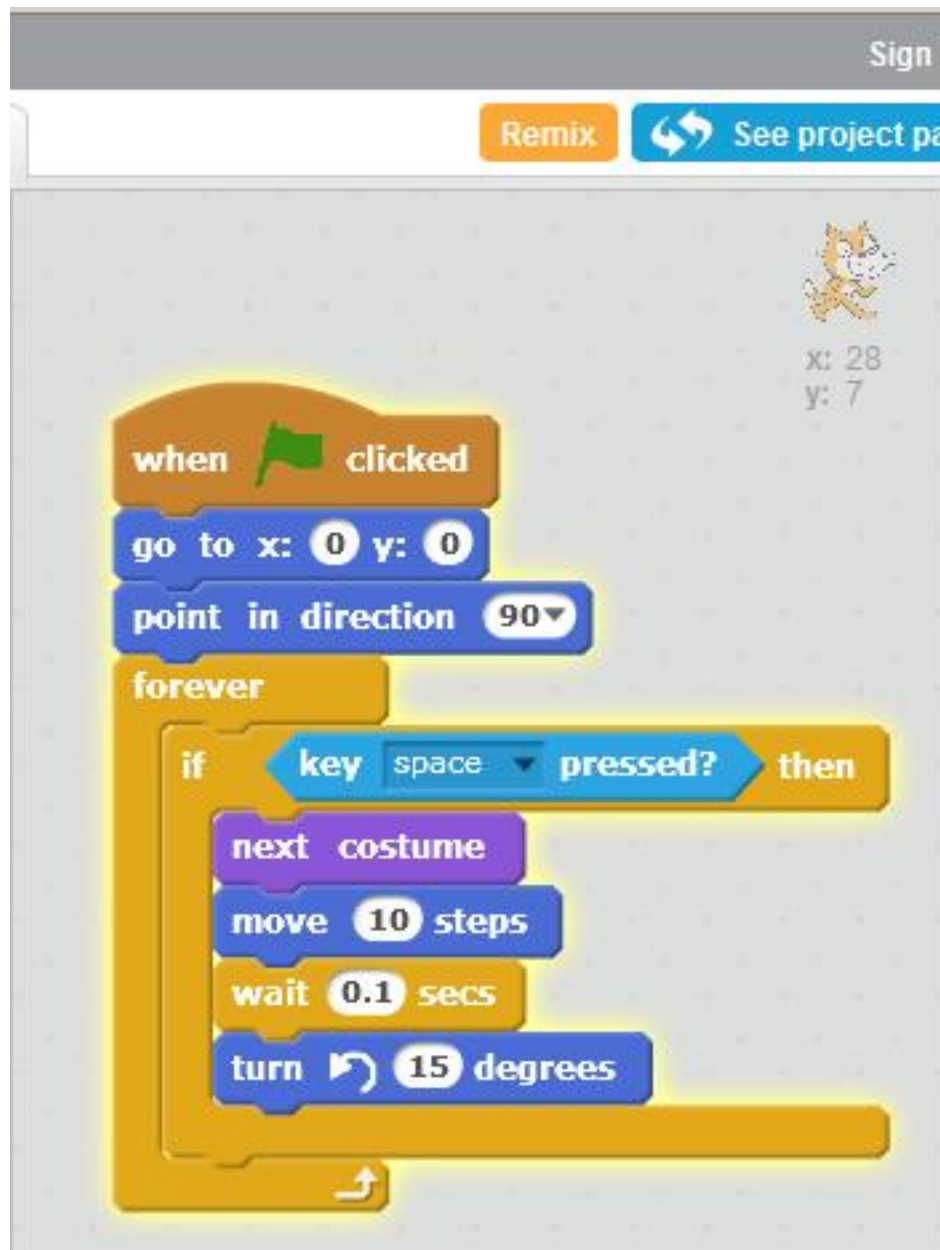 Sign
Remix
See project pa
x: 28
y: 7
when clicked
go to x: 0 y: 0
point in direction 90
forever
if key space pressed? then
next costume
move 10 steps
wait 0.1 secs
turn 15 degrees